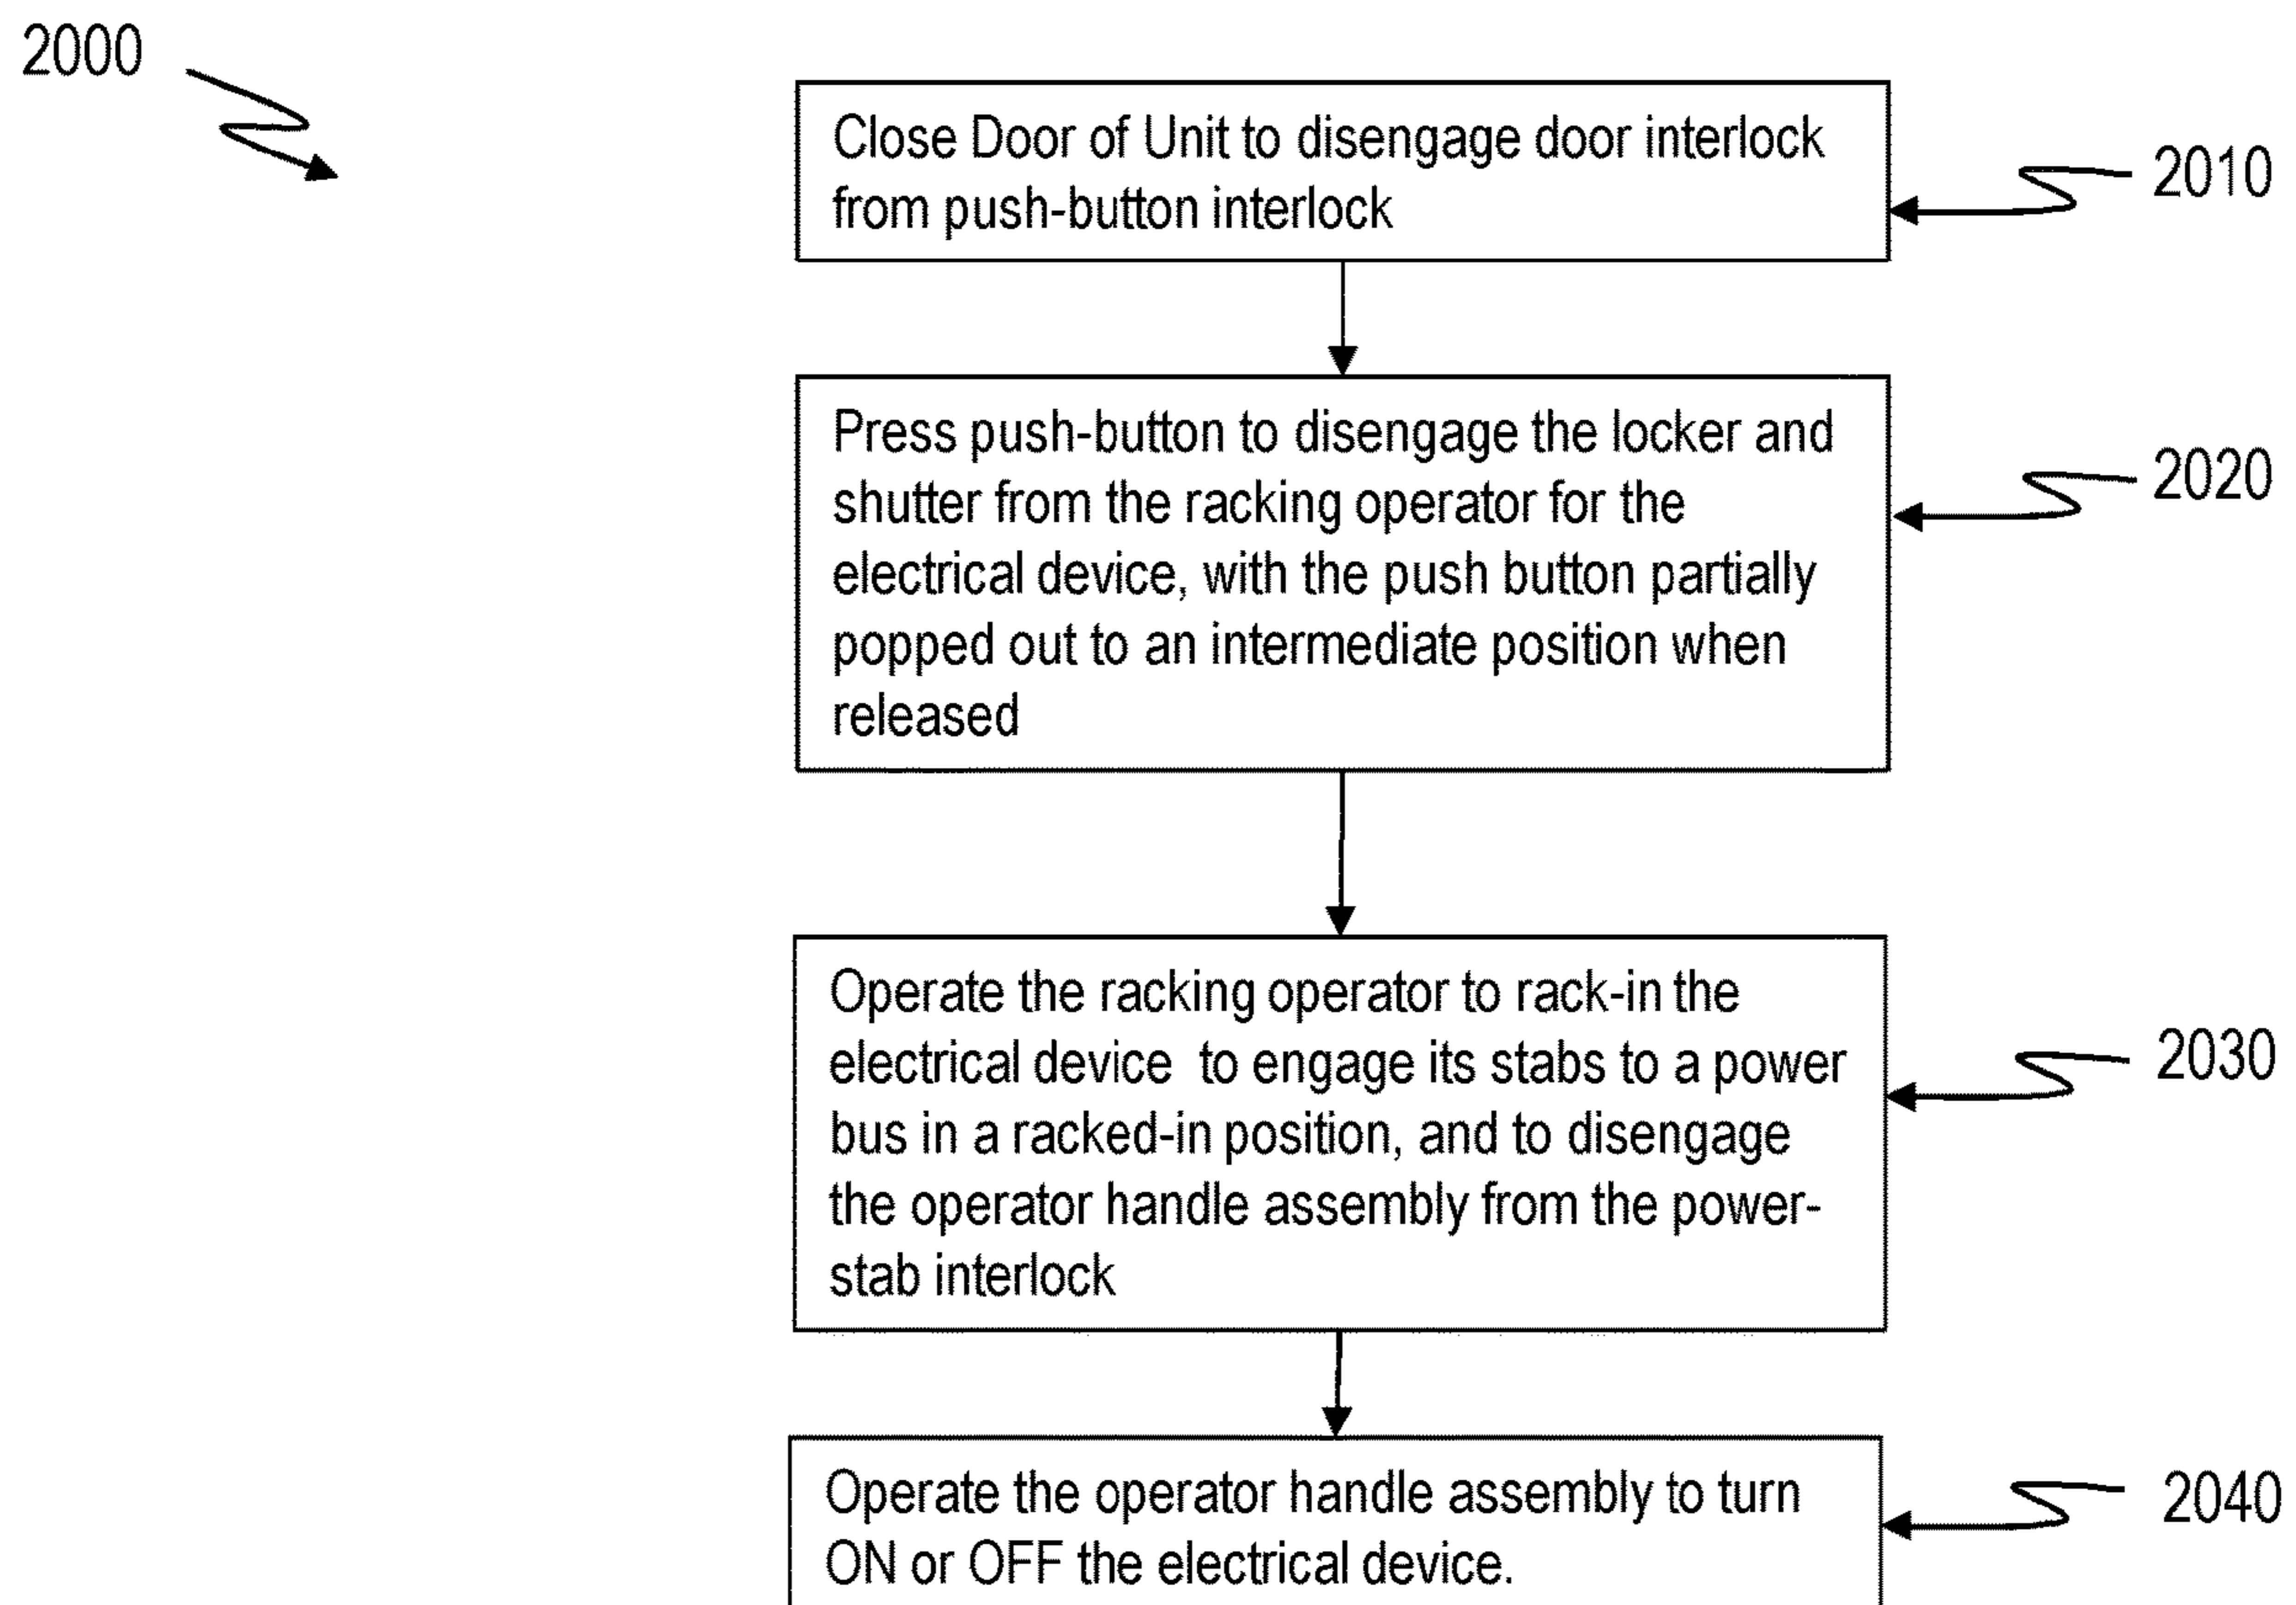 2000
Close Door of Unit to disengage door interlock
from push-button interlock
2010
Press push-button to disengage the locker and
shutter from the racking operator for the
electrical device, with the push button partially
popped out to an intermediate position when
released
2020
Operate the racking operator to rack-in the
electrical device to engage its stabs to a power
bus in a racked-in position, and to disengage
the operator handle assembly from the power-
stab interlock
2030
Operate the operator handle assembly to turn
ON or OFF the electrical device.
2040